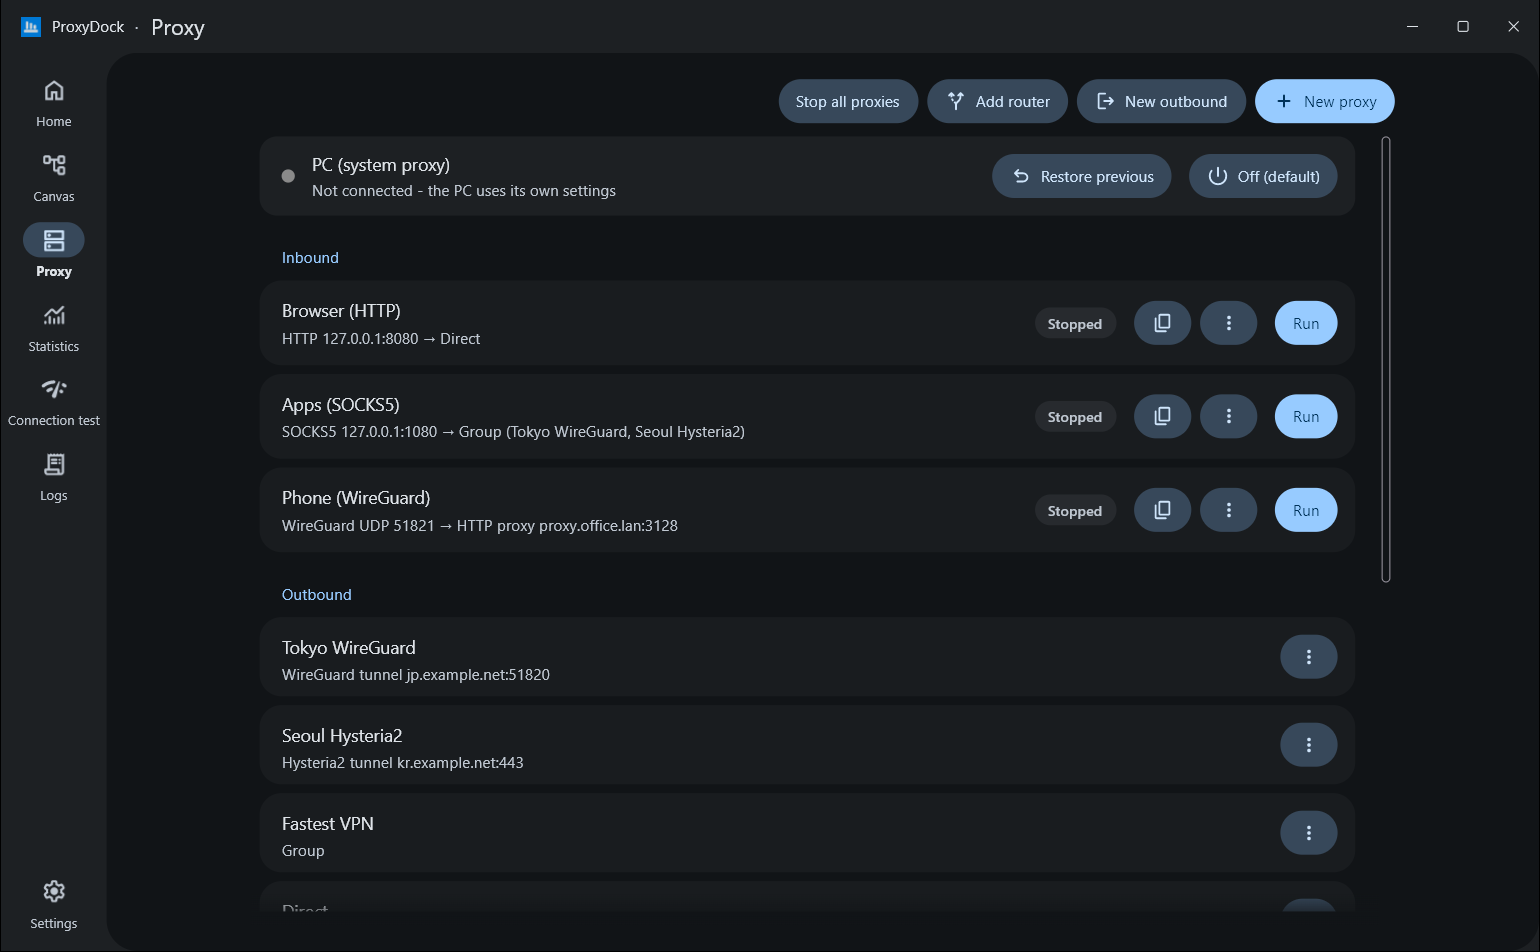 ProxyDock · Proxy
Home
Canvas
Proxy
Statistics
Connection test
Logs
Settings
Stop all proxies
Add router
New outbound
New proxy
PC (system proxy)
Not connected - the PC uses its own settings
Restore previous
Off (default)
Inbound
Browser (HTTP)
HTTP 127.0.0.1:8080 → Direct
Stopped
Run
Apps (SOCKS5)
SOCKS5 127.0.0.1:1080 → Group (Tokyo WireGuard, Seoul Hysteria2)
Stopped
Run
Phone (WireGuard)
WireGuard UDP 51821 → HTTP proxy proxy.office.lan:3128
Stopped
Run
Outbound
Tokyo WireGuard
WireGuard tunnel jp.example.net:51820
Seoul Hysteria2
Hysteria2 tunnel kr.example.net:443
Fastest VPN
Group
Direct